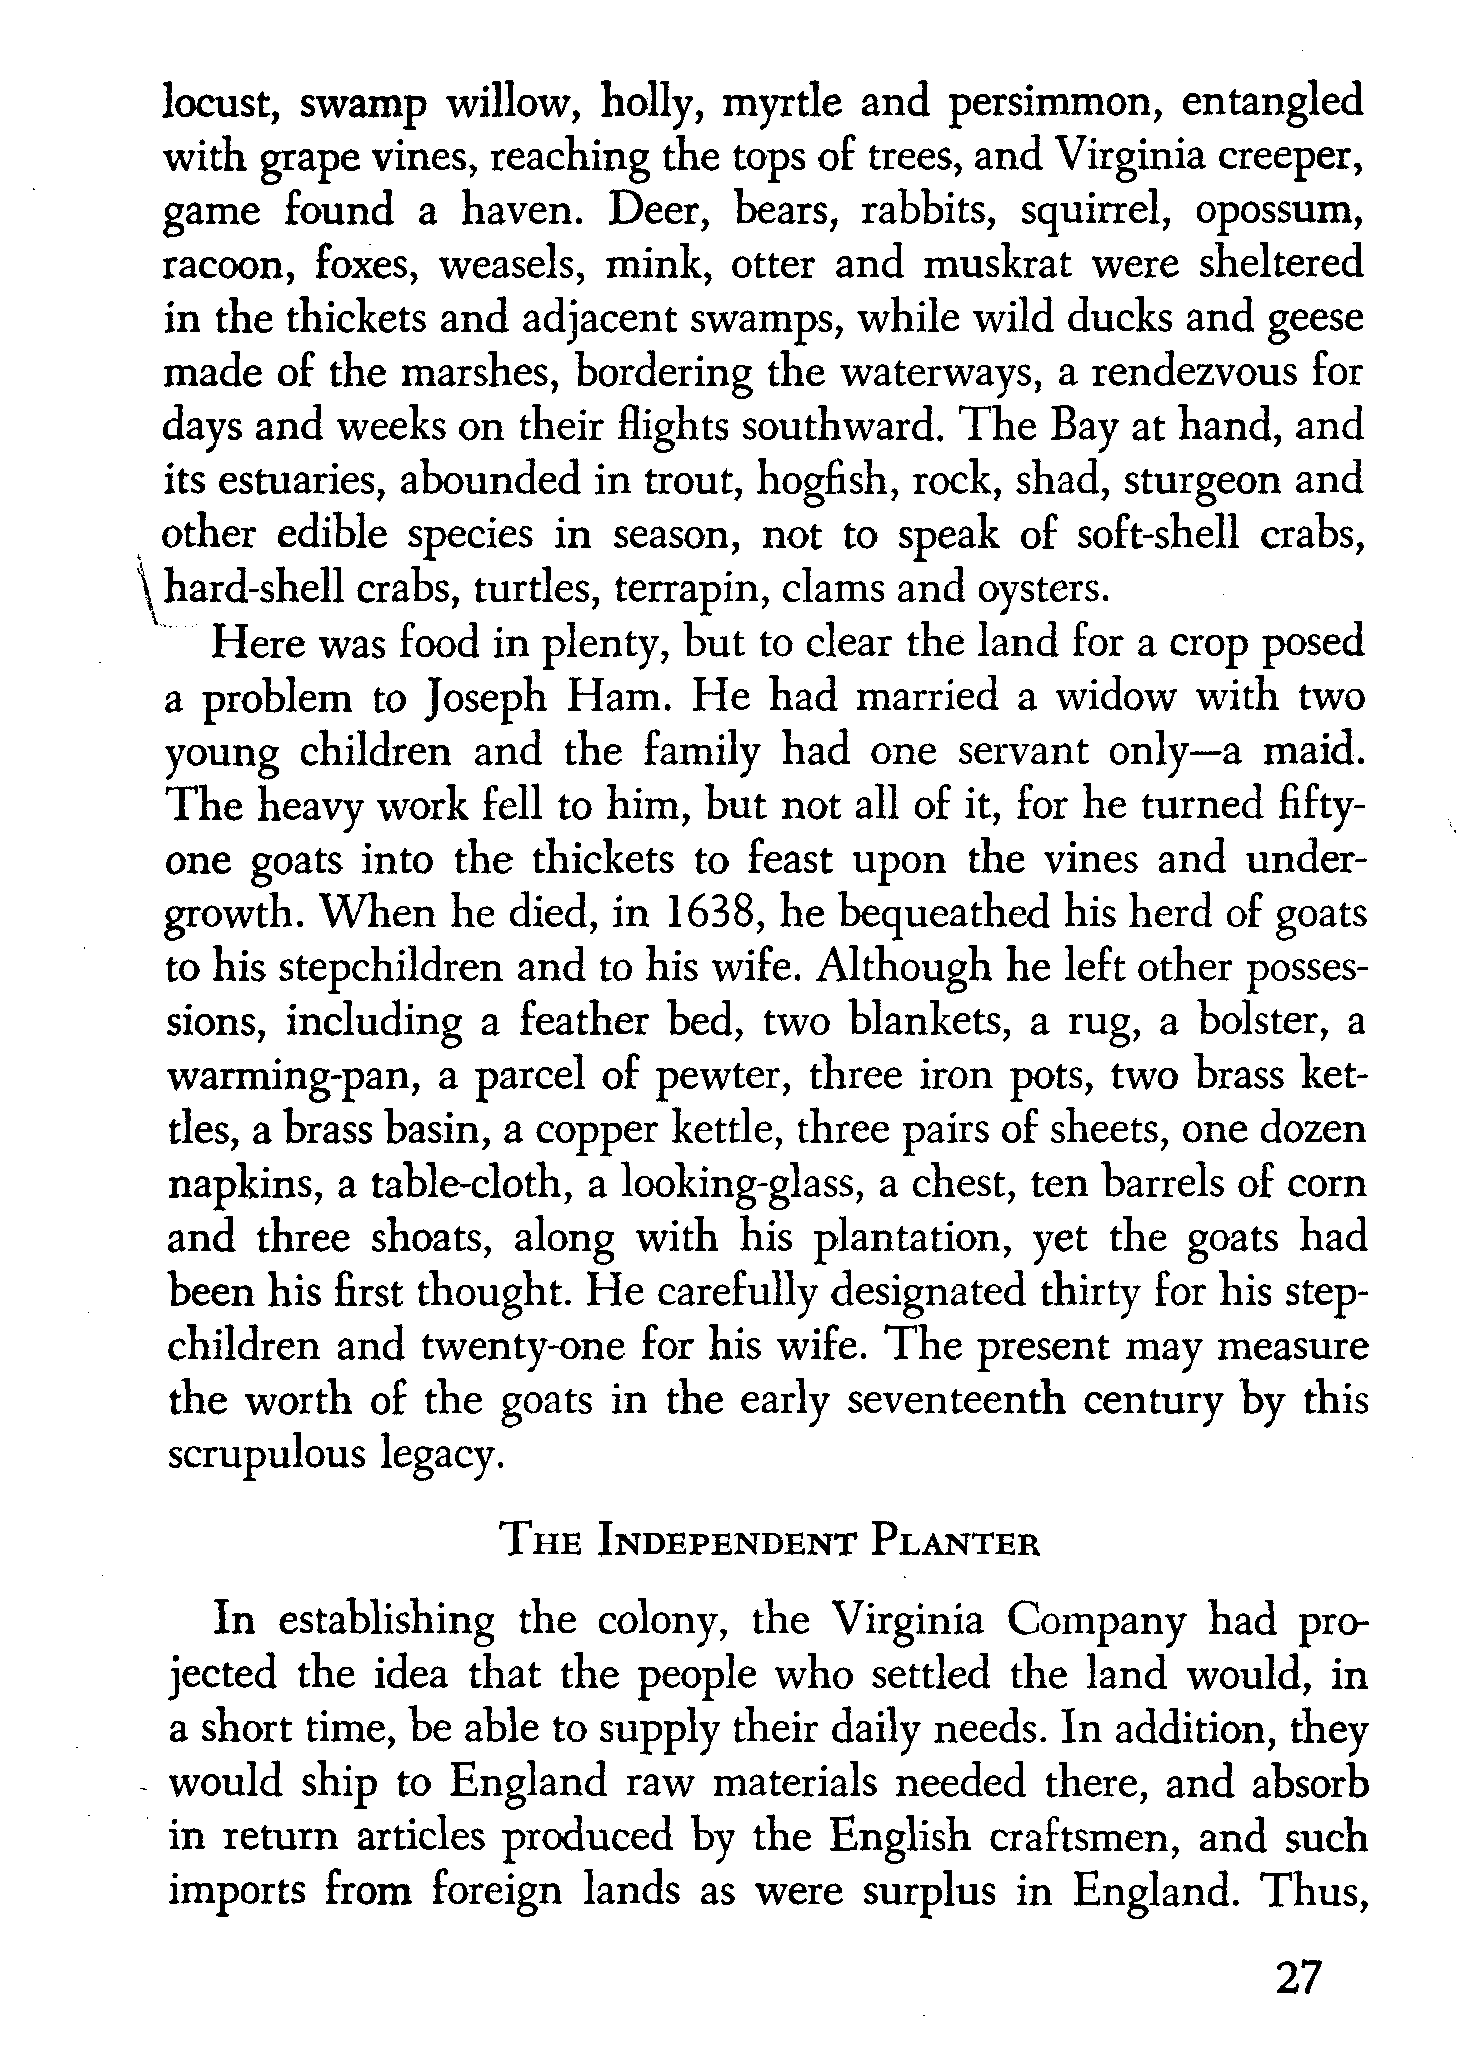 locust, swamp willow, holly, myrtle and persimmon, entangled
with grape vines, reaching the tops of trees, and Virginia creeper,
game found a haven. Deer, bears, rabbits, squirrel, opossum,
racoon, foxes, weasels, mink, otter and muskrat were sheltered
in the thickets and adjacent swamps, while wild ducks and geese
made of the marshes, bordering the waterways, a rendezvous for
days and weeks on their flights southward. The Bay at hand, and
its estuaries, abounded in trout, hogfish, rock, shad, sturgeon and
other edible species in season, not to speak of soft-shell crabs,
hard-shell crabs, turtles, terrapin, clams and oysters.
Here was food in plenty, but to clear the land for a crop posed
a problem to Joseph Ham. He had married a widow with two
young children and the family had one servant only—a maid.
The heavy work fell to him, but not all of it, for he turned fifty-
one goats into the thickets to feast upon the vines and under-
growth. When he died, in 1638, he bequeathed his herd of goats
to his stepchildren and to his wife. Although he left other posses-
sions, including a feather bed, two blankets, a rug, a bolster, a
warming-pan, a parcel of pewter, three iron pots, two brass ket-
tles, a brass basin, a copper kettle, three pairs of sheets, one dozen
napkins, a table-cloth, a looking-glass, a chest, ten barrels of corn
and three shoats, along with his plantation, yet the goats had
been his first thought. He carefully designated thirty for his step-
children and twenty-one for his wife. The present may measure
the worth of the goats in the early seventeenth century by this
scrupulous legacy.
The Independent Planter
In establishing the colony, the Virginia Company had pro-
jected the idea that the people who settled the land would, in
a short time, be able to supply their daily needs. In addition, they
would ship to England raw materials needed there, and absorb
in return articles produced by the English craftsmen, and such
imports from foreign lands as were surplus in England. Thus,
27